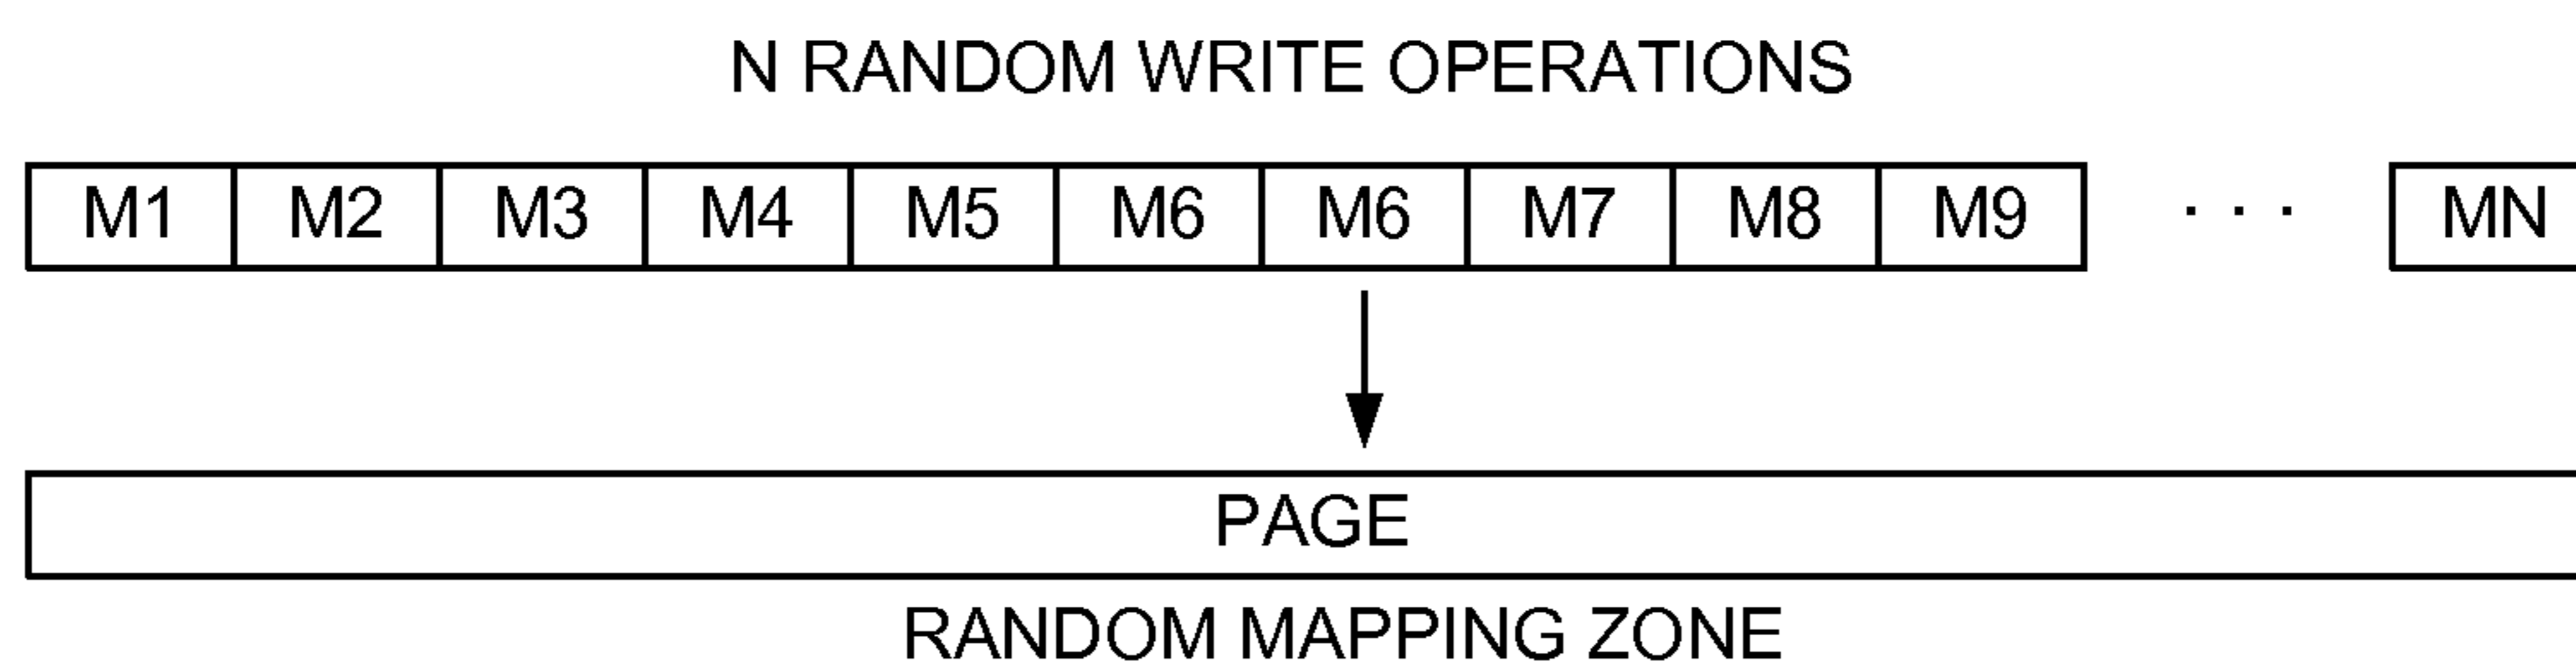 N RANDOM WRITE OPERATIONS
M1 M2 M3 M4 M5 M6 M6 M7 M8 M9 . . . MN
PAGE
RANDOM MAPPING ZONE